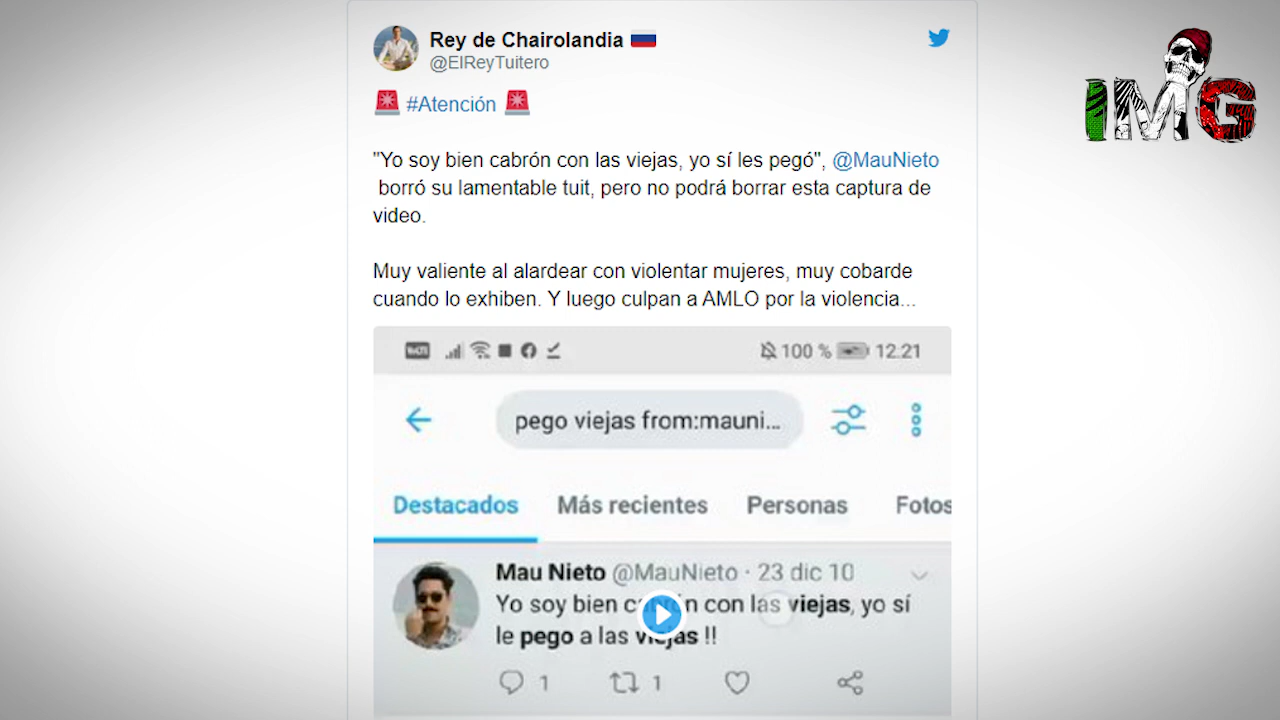 Rey de Chairolandia
@ElReyTuitero
#Atención
"Yo soy bien cabrón con las viejas, yo sí les pegó", @MauNieto
borró su lamentable tuit, pero no podrá borrar esta captura de
video.
Muy valiente al alardear con violentar mujeres, muy cobarde
cuando lo exhiben. Y luego culpan a AMLO por la violencia...
IMG
100 % 12.21
pego viejas from:mauni...
Destacados Más recientes Personas Fotos
Mau Nieto @MauNieto · 23 dic 10
Yo soy bien cabrón con las viejas, yo sí
le pego a las viejas !!
1 1